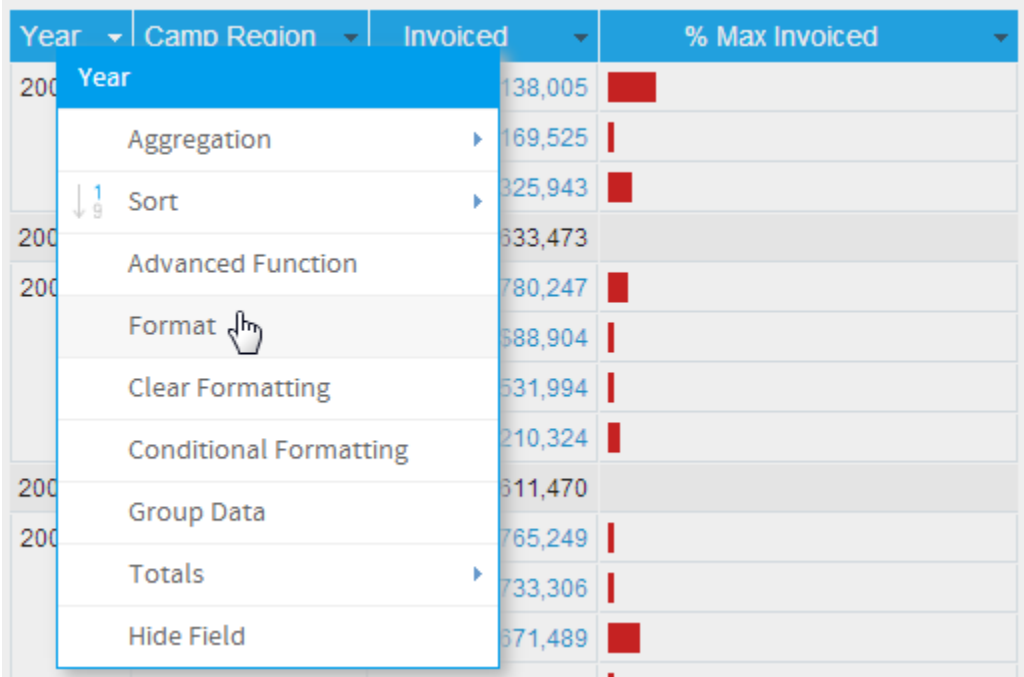 Year Camp Region Invoiced % Max Invoiced
Year
138,005
Aggregation
169,525
Sort
325,943
633,473
Advanced Function
780,247
Format
688,904
Clear Formatting
531,994
Conditional Formatting
210,324
611,470
Group Data
765,249
Totals
733,306
Hide Field
671,489